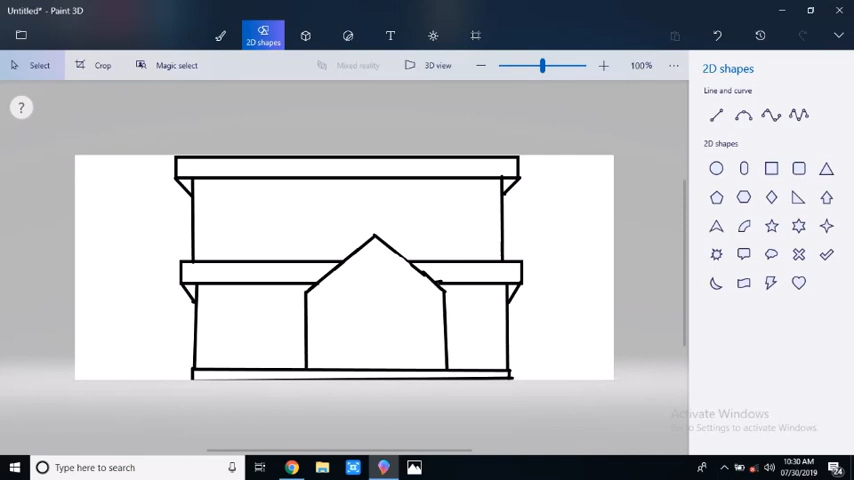 Untitled* - Paint 3D
2D shapes
Select
Crop
Magic select
Mixed reality
3D view
100%
?
2D shapes
Line and curve
2D shapes
Activate Windows
Go to Settings to activate Windows.
Type here to search
10:30 AM
07/30/2019
24